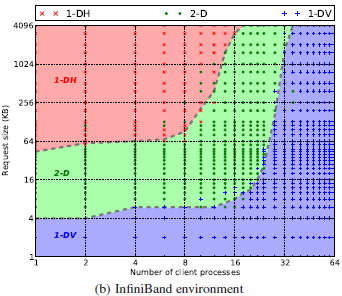 1-DH 2-D 1-DV
4096
1024
256
64
16
4
1
Request size (KB)
1-DH
2-D
1-DV
1 2 4 8 16 32 64
Number of client processes
(b) InfiniBand environment